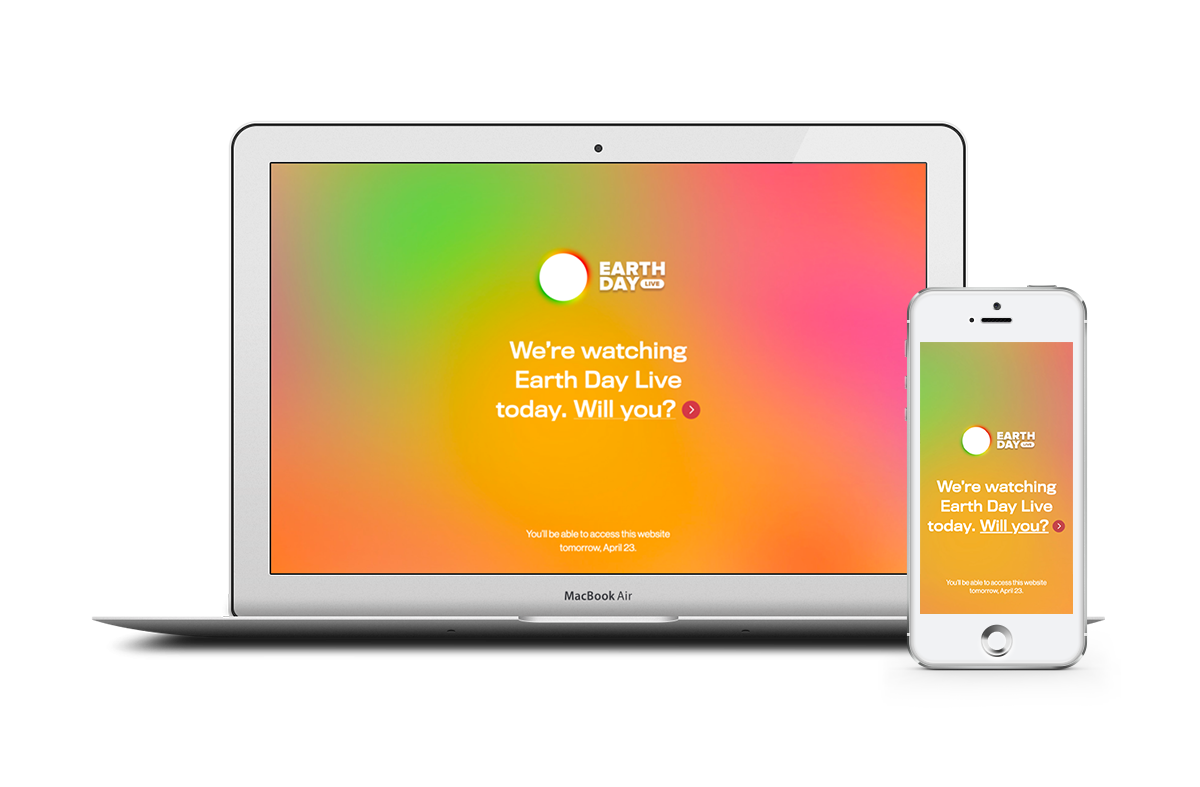 EARTH
DAY LIVE
We're watching
Earth Day Live
today. Will you?
You'll be able to access this website
tomorrow, April 23.
MacBook Air
EARTH
DAY LIVE
We're watching
Earth Day Live
today. Will you?
You'll be able to access this website
tomorrow, April 23.